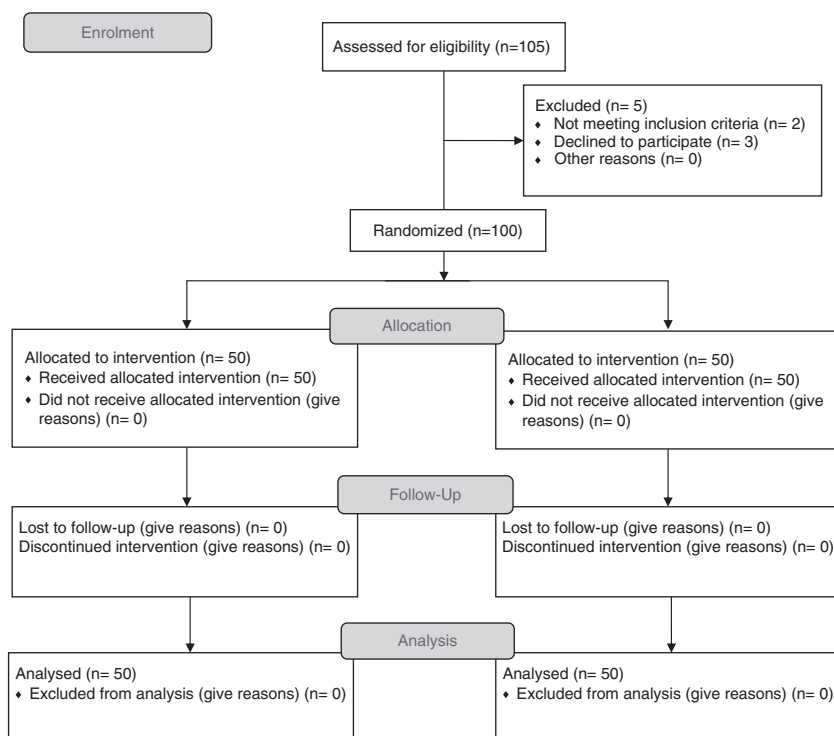 Enrolment
Assessed for eligibility (n=105)
Excluded (n= 5)
♦ Not meeting inclusion criteria (n= 2)
♦ Declined to participate (n= 3)
♦ Other reasons (n= 0)
Randomized (n=100)
Allocation
Allocated to intervention (n= 50)
♦ Received allocated intervention (n= 50)
♦ Did not receive allocated intervention (give
reasons) (n= 0)
Allocated to intervention (n= 50)
♦ Received allocated intervention (n= 50)
♦ Did not receive allocated intervention (give
reasons) (n= 0)
Follow-Up
Lost to follow-up (give reasons) (n= 0)
Discontinued intervention (give reasons) (n= 0)
Lost to follow-up (give reasons) (n= 0)
Discontinued intervention (give reasons) (n= 0)
Analysis
Analysed (n= 50)
♦ Excluded from analysis (give reasons) (n= 0)
Analysed (n= 50)
♦ Excluded from analysis (give reasons) (n= 0)